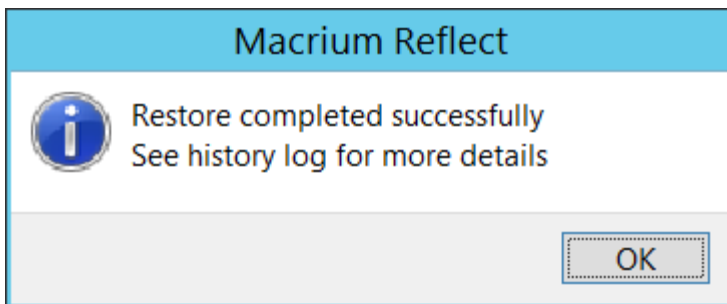 Macrium Reflect
Restore completed successfully
See history log for more details
OK